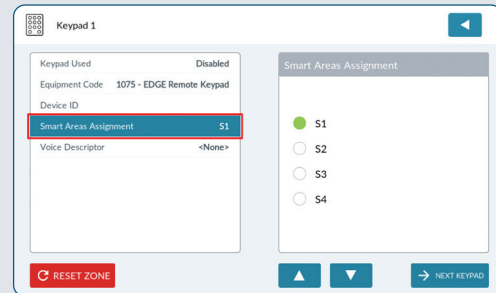 Keypad 1
Keypad Used Disabled
Equipment Code 1075 - EDGE Remote Keypad
Device ID
Smart Areas Assignment S1
Voice Descriptor <None>
Smart Areas Assignment
S1
S2
S3
S4
RESET ZONE
NEXT KEYPAD